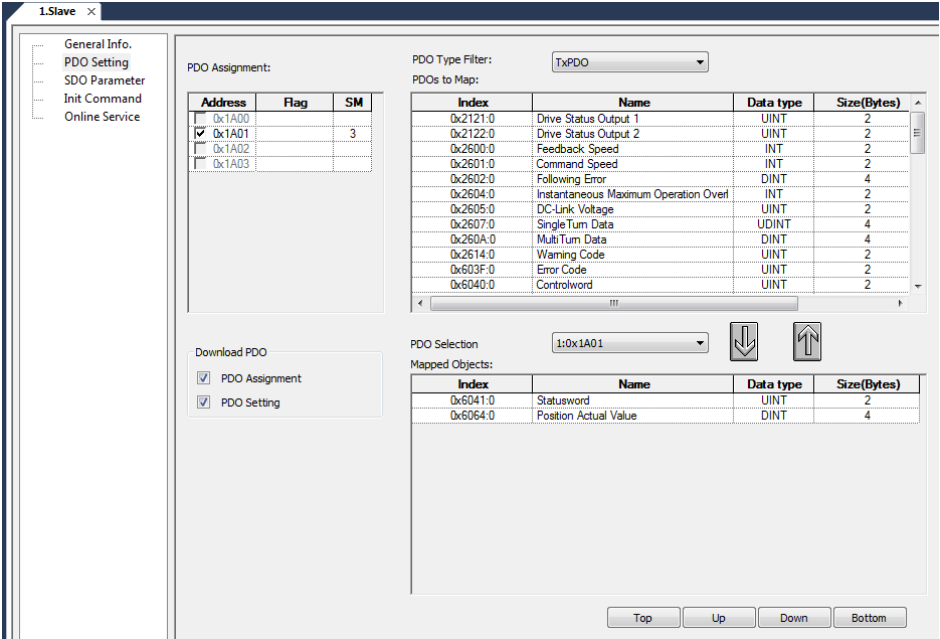 1.Slave ×
General Info.
PDO Setting
SDO Parameter
Init Command
Online Service
PDO Assignment:
Address Flag SM
0x1A00
0x1A01 3
0x1A02
0x1A03
Download PDO
PDO Assignment
PDO Setting
PDO Type Filter: TxPDO
PDOs to Map:
Index Name Data type Size(Bytes)
0x2121:0 Drive Status Output 1 UINT 2
0x2122:0 Drive Status Output 2 UINT 2
0x2600:0 Feedback Speed INT 2
0x2601:0 Command Speed INT 2
0x2602:0 Following Error DINT 4
0x2604:0 Instantaneous Maximum Operation Overl INT 2
0x2605:0 DC-Link Voltage UINT 2
0x2607:0 SingleTurn Data UDINT 4
0x260A:0 MultiTurn Data DINT 4
0x2614:0 Warning Code UINT 2
0x603F:0 Error Code UINT 2
0x6040:0 Controlword UINT 2
PDO Selection 1:0x1A01
Mapped Objects:
Index Name Data type Size(Bytes)
0x6041:0 Statusword UINT 2
0x6064:0 Position Actual Value DINT 4
Top Up Down Bottom